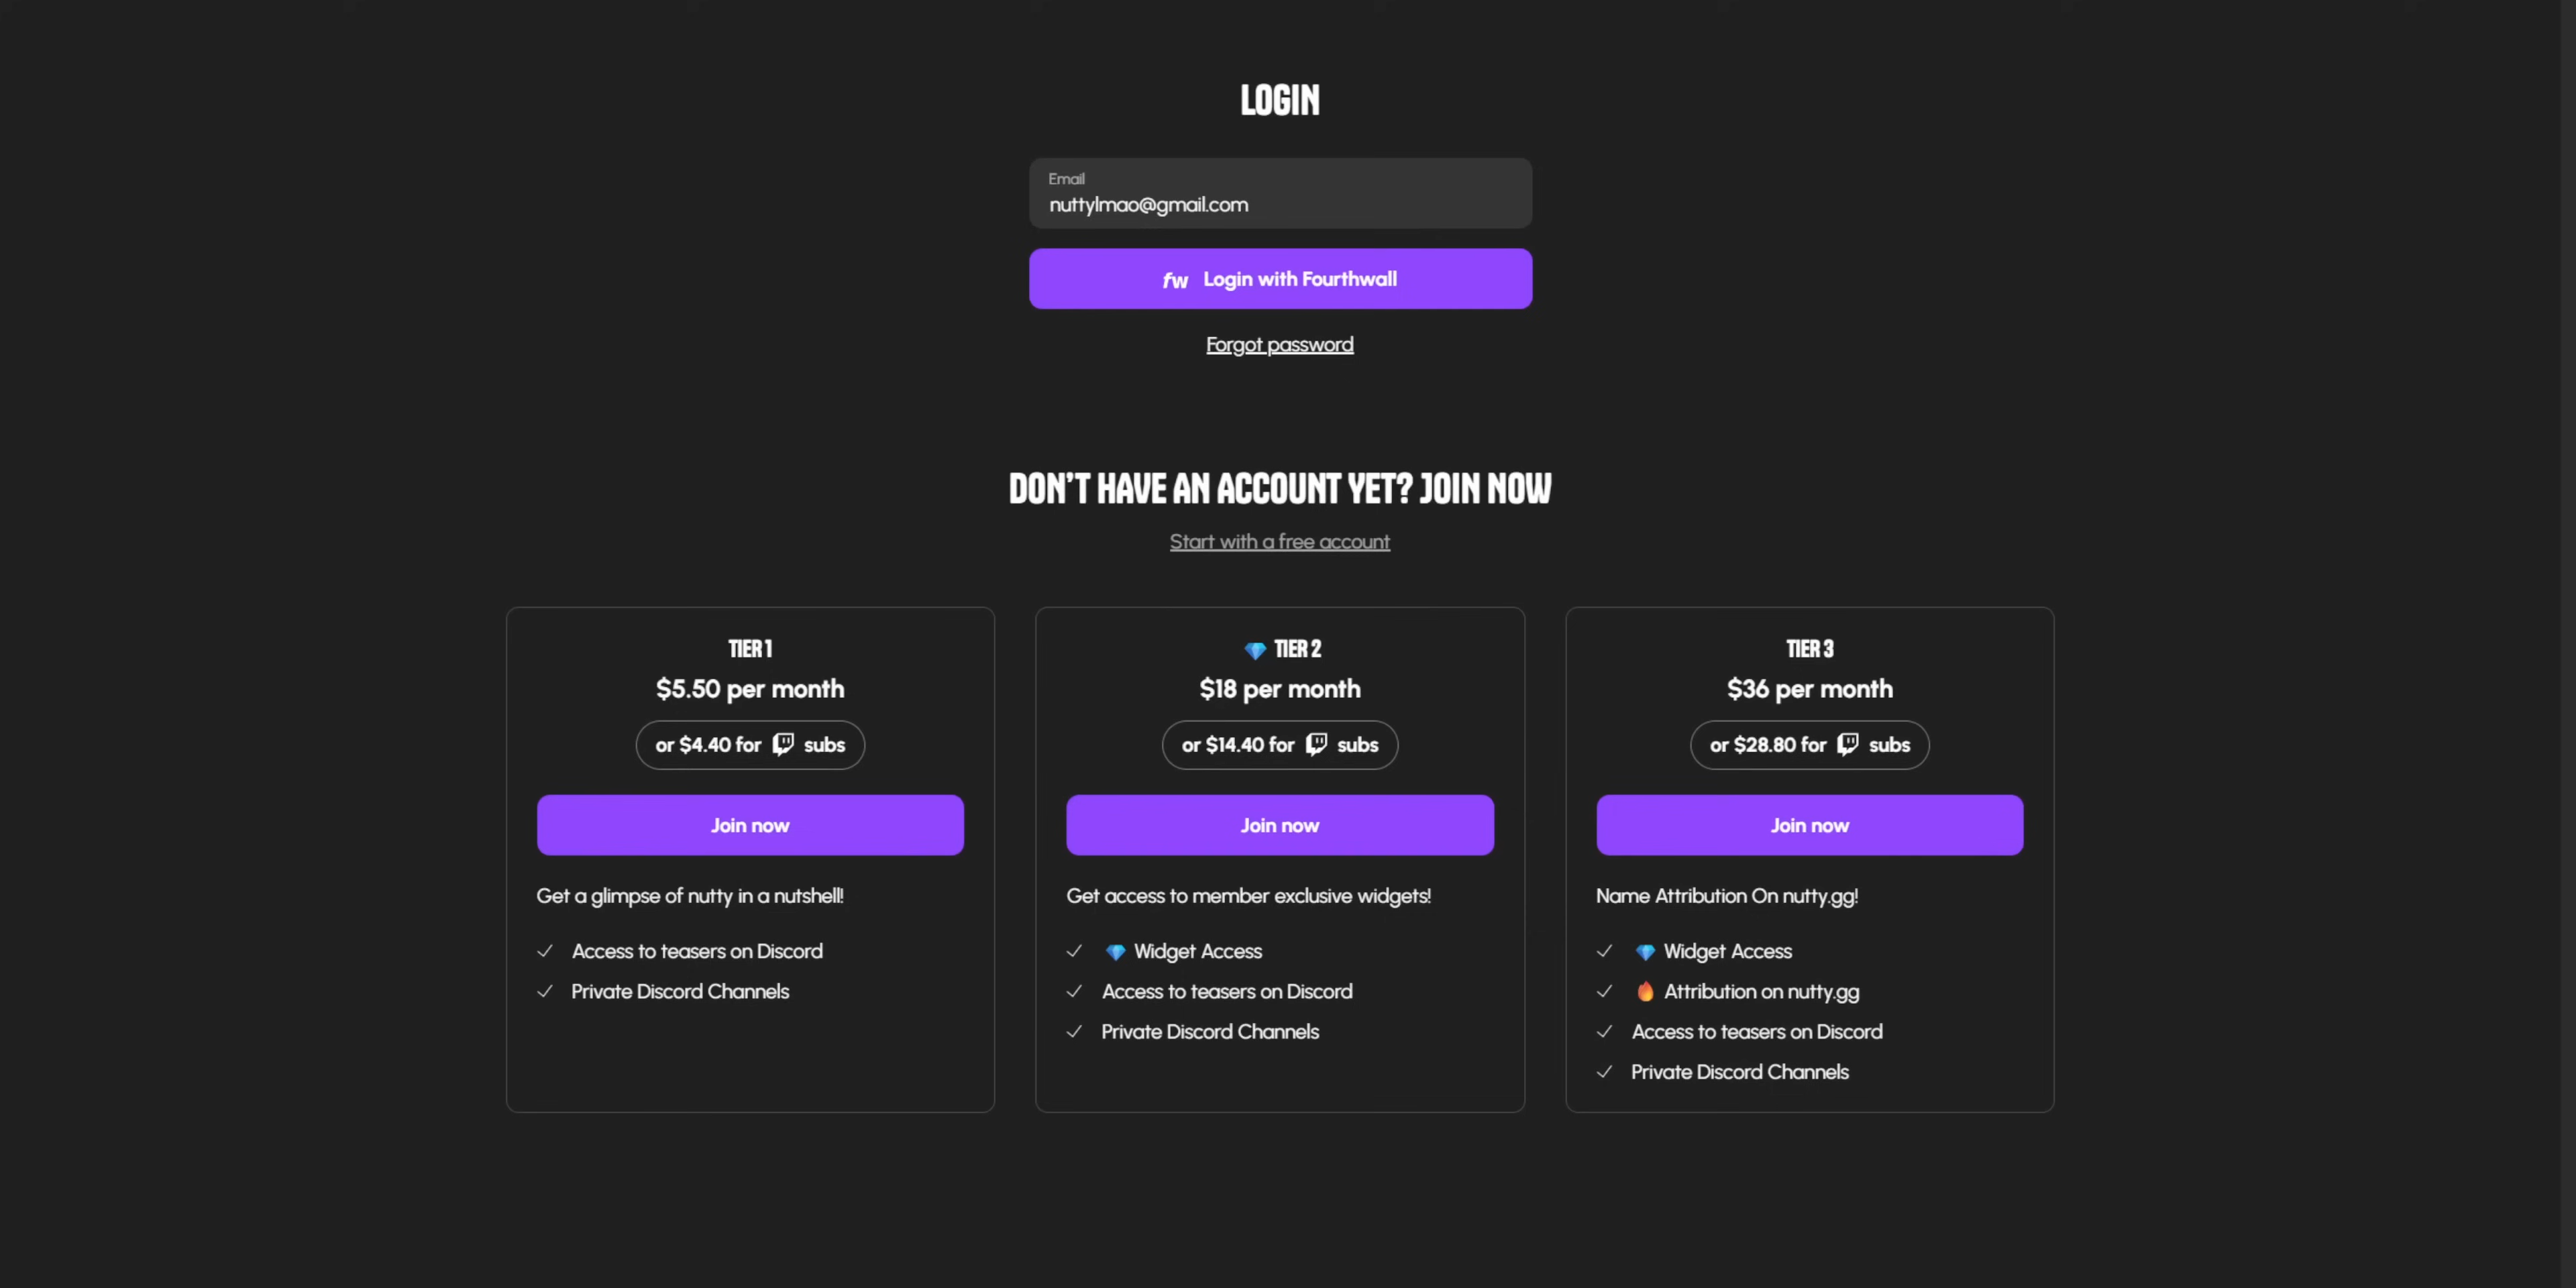 LOGIN
Email
nuttylmao@gmail.com
fw Login with Fourthwall
Forgot password
DON'T HAVE AN ACCOUNT YET? JOIN NOW
Start with a free account
TIER 1
$5.50 per month
or $4.40 for subs
Join now
Get a glimpse of nutty in a nutshell!
Access to teasers on Discord
Private Discord Channels
💎 TIER 2
$18 per month
or $14.40 for subs
Join now
Get access to member exclusive widgets!
💎 Widget Access
Access to teasers on Discord
Private Discord Channels
TIER 3
$36 per month
or $28.80 for subs
Join now
Name Attribution On nutty.gg!
💎 Widget Access
🔥 Attribution on nutty.gg
Access to teasers on Discord
Private Discord Channels